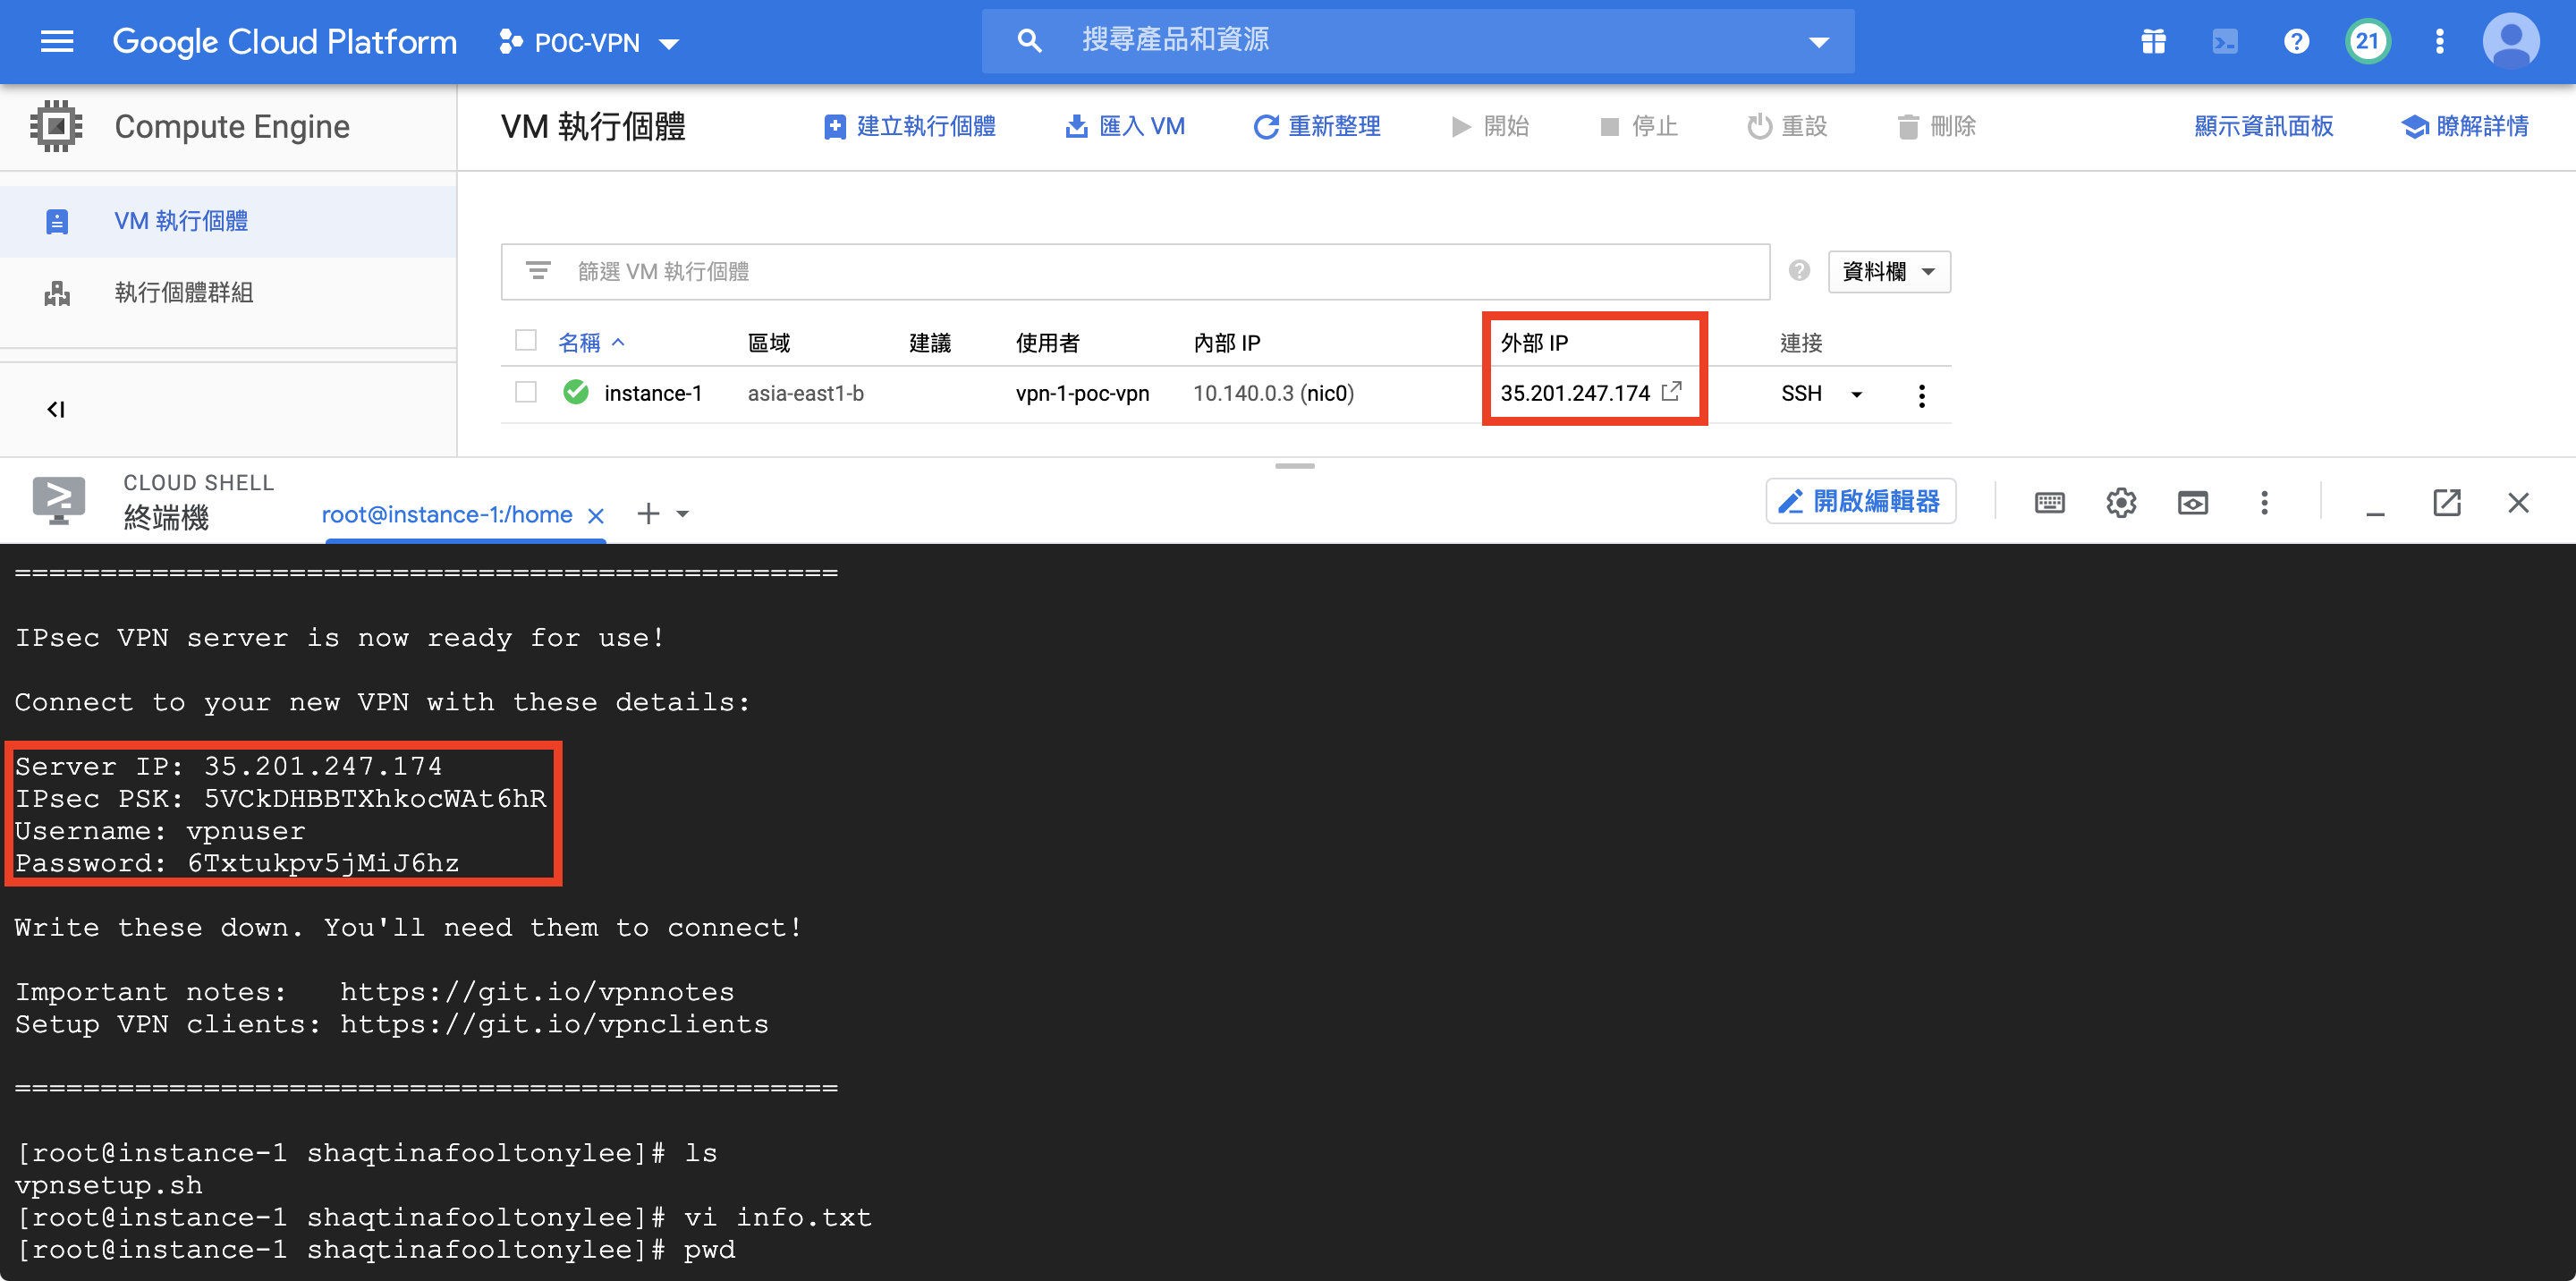 Google Cloud Platform POC-VPN 搜尋產品和資源 21
Compute Engine
VM 執行個體 建立執行個體 匯入 VM 重新整理 開始 停止 重設 刪除 顯示資訊面板 瞭解詳情
VM 執行個體
執行個體群組
篩選 VM 執行個體 資料欄
名稱 區域 建議 使用者 內部 IP 外部 IP 連接
instance-1 asia-east1-b vpn-1-poc-vpn 10.140.0.3 (nic0) 35.201.247.174 SSH
CLOUD SHELL
終端機 root@instance-1:/home 開啟編輯器
================================================
IPsec VPN server is now ready for use!
Connect to your new VPN with these details:
Server IP: 35.201.247.174
IPsec PSK: 5VCkDHBBTXhkocWAt6hR
Username: vpnuser
Password: 6Txtukpv5jMiJ6hz
Write these down. You'll need them to connect!
Important notes:   https://git.io/vpnnotes
Setup VPN clients: https://git.io/vpnclients
================================================
[root@instance-1 shaqtinafooltonylee]# ls
vpnsetup.sh
[root@instance-1 shaqtinafooltonylee]# vi info.txt
[root@instance-1 shaqtinafooltonylee]# pwd